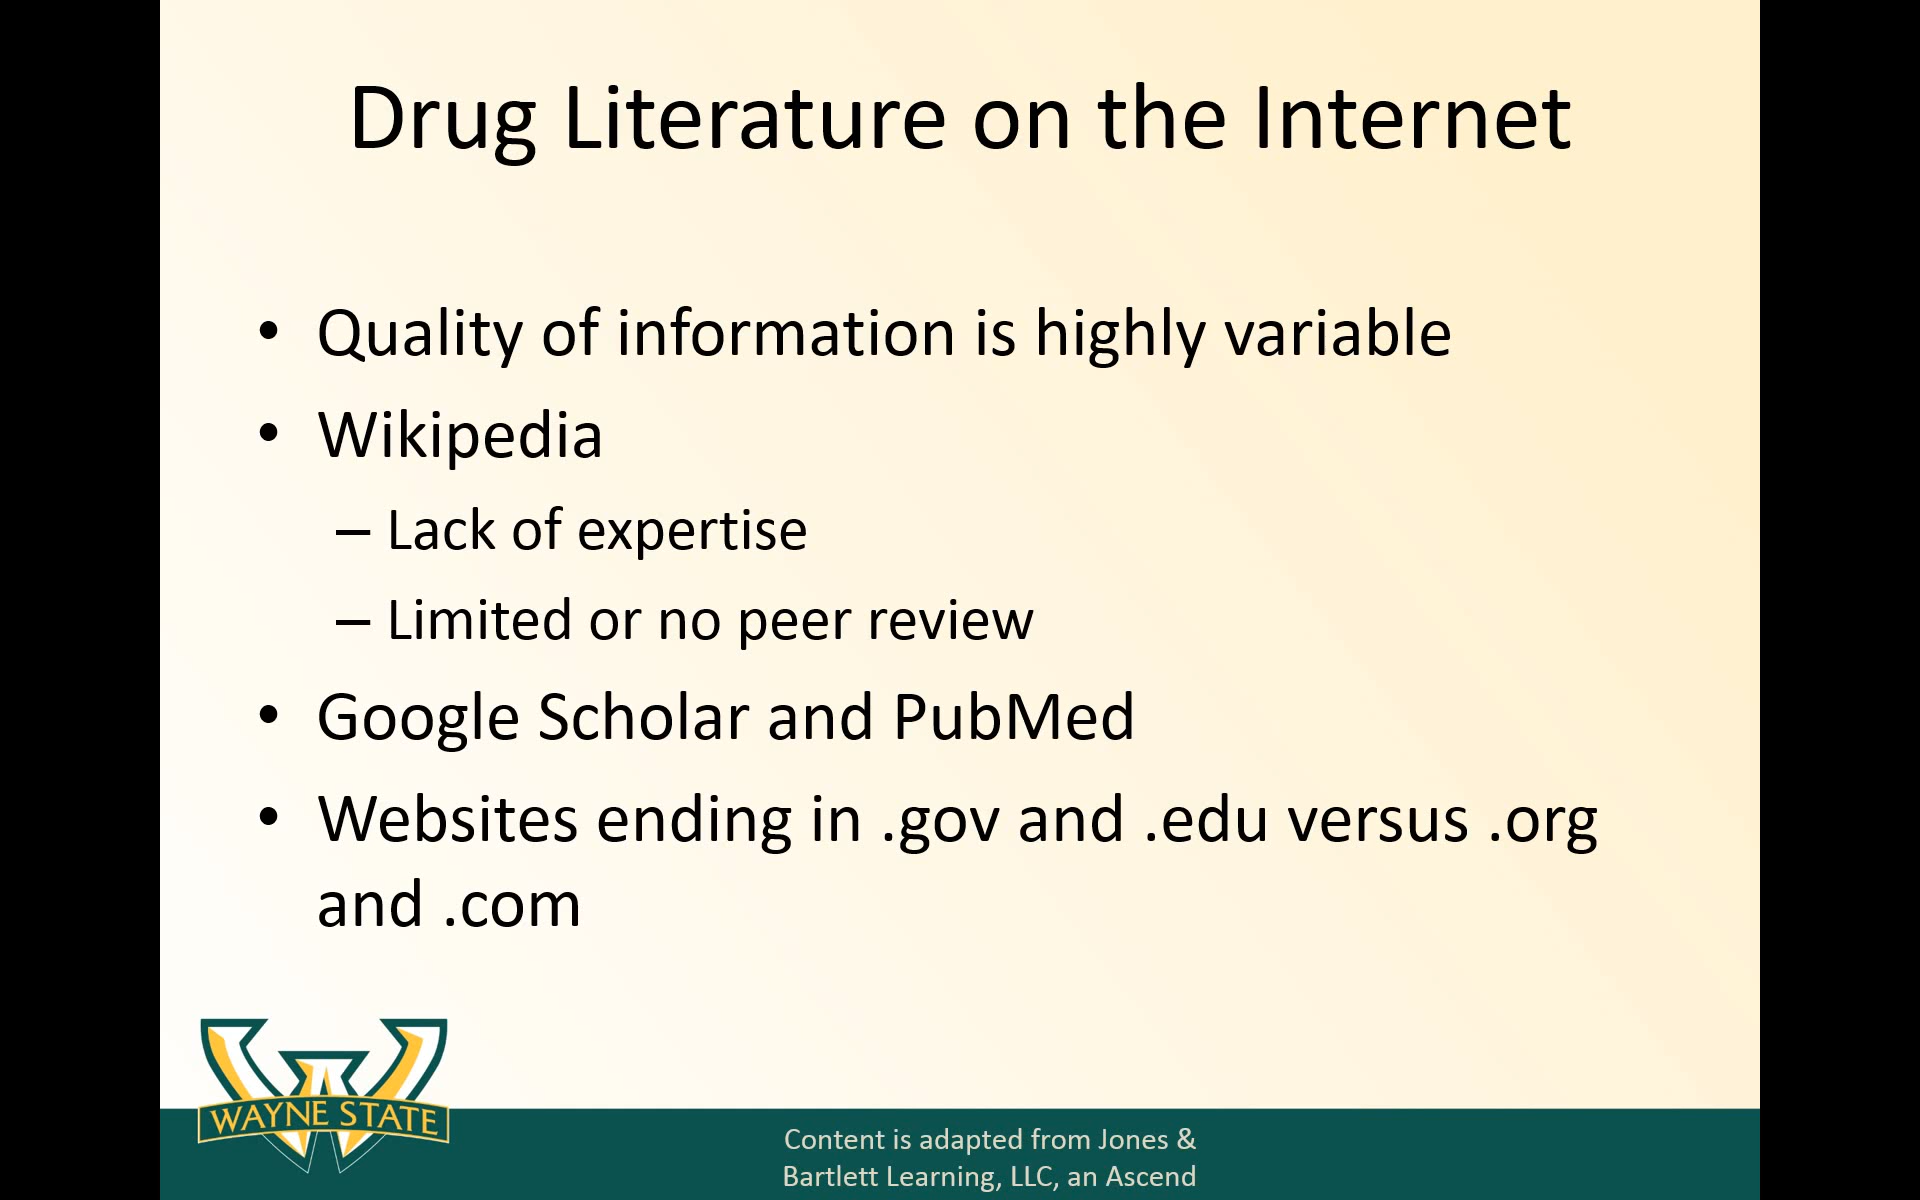 Drug Literature on the Internet
• Quality of information is highly variable
• Wikipedia
– Lack of expertise
– Limited or no peer review
• Google Scholar and PubMed
• Websites ending in .gov and .edu versus .org
and .com
WAYNE STATE
Content is adapted from Jones &
Bartlett Learning, LLC, an Ascend